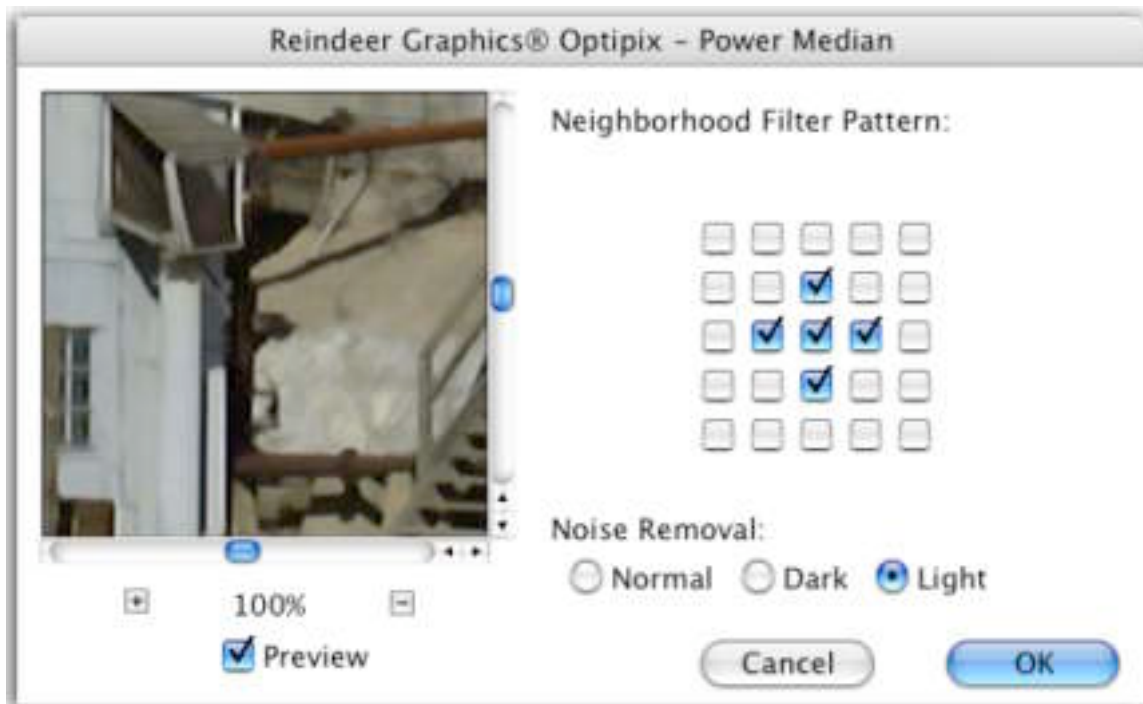 Reindeer Graphics® Optipix - Power Median
Neighborhood Filter Pattern:
Noise Removal:
Normal Dark Light
100%
Preview
Cancel OK